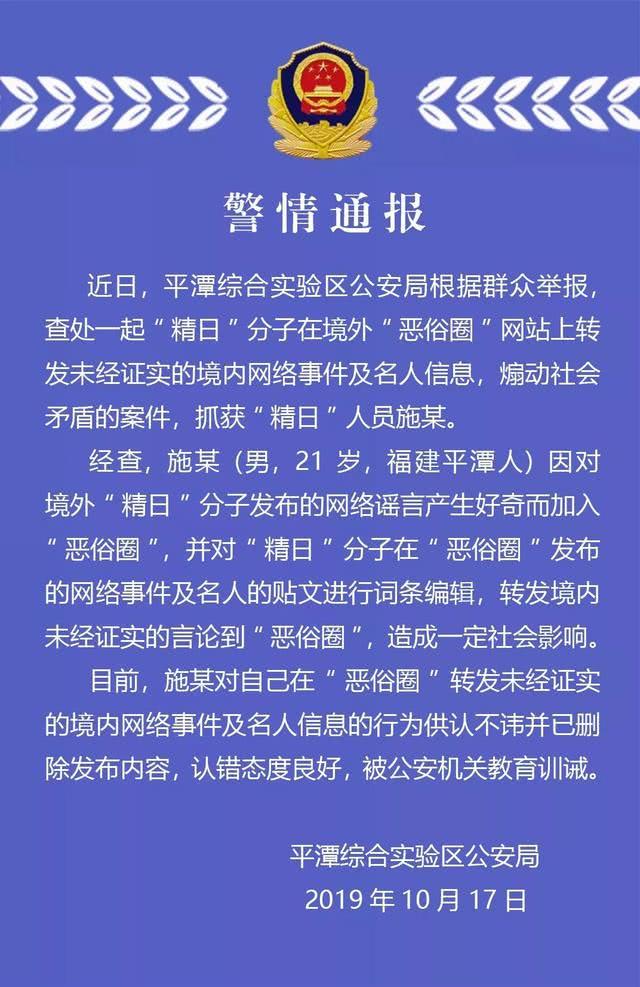 警情通报
近日，平潭综合实验区公安局根据群众举报，
查处一起“精日”分子在境外“恶俗圈”网站上转
发未经证实的境内网络事件及名人信息，煽动社会
矛盾的案件，抓获“精日”人员施某。
经查，施某（男，21 岁，福建平潭人）因对
境外“精日”分子发布的网络谣言产生好奇而加入
“恶俗圈”，并对“精日”分子在“恶俗圈”发布
的网络事件及名人的贴文进行词条编辑，转发境内
未经证实的言论到“恶俗圈”，造成一定社会影响。
目前，施某对自己在“恶俗圈”转发未经证实
的境内网络事件及名人信息的行为供认不讳并已删
除发布内容，认错态度良好，被公安机关教育训诫。
平潭综合实验区公安局
2019 年 10 月 17 日